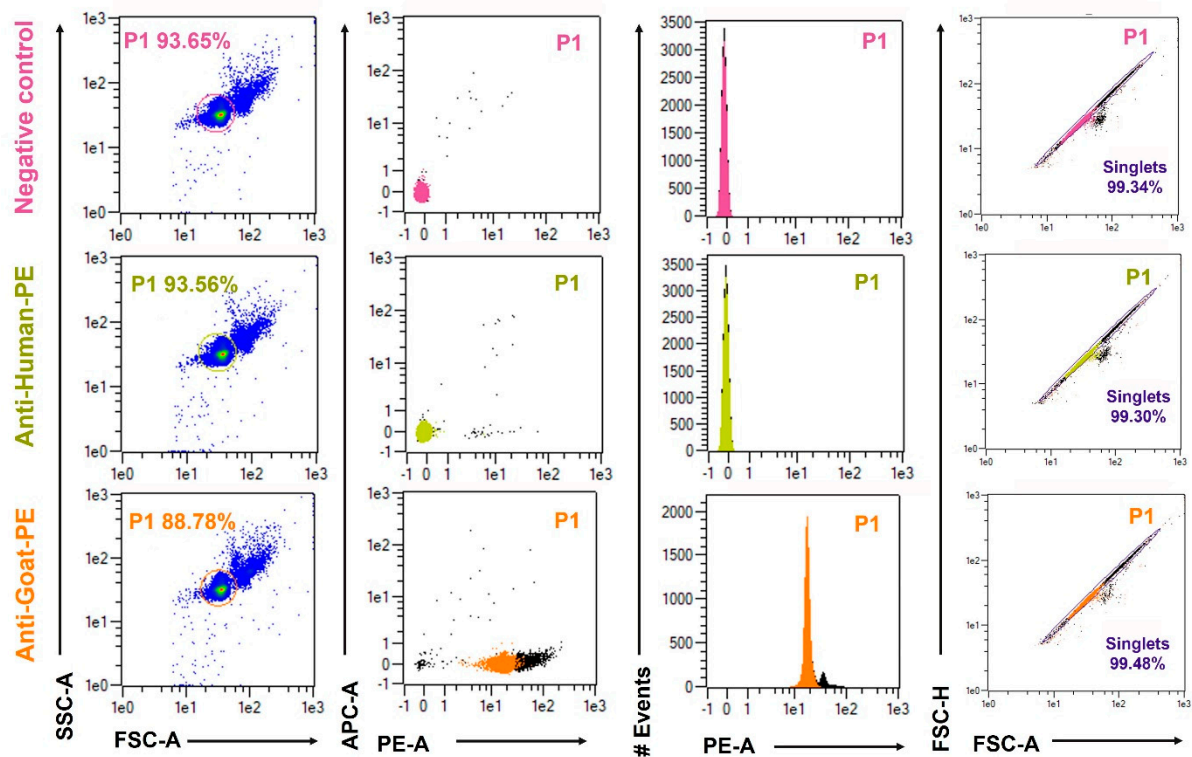 Negative control
P1 93.65%
1e3
1e2
1e1
1e0
1e0 1e1 1e2 1e3
P1
1e3
1e2
1e1
1
0
-1
-1 0 1 1e1 1e2 1e3
P1
3500
3000
2500
2000
1500
1000
500
0
-1 0 1 1e1 1e2 1e3
P1
Singlets
99.34%
1e3
1e2
1e1
1e0
1e0 1e1 1e2 1e3
Anti-Human-PE
P1 93.56%
1e3
1e2
1e1
1e0
1e0 1e1 1e2 1e3
P1
1e3
1e2
1e1
1
0
-1
-1 0 1 1e1 1e2 1e3
P1
3500
3000
2500
2000
1500
1000
500
0
-1 0 1 1e1 1e2 1e3
P1
Singlets
99.30%
1e3
1e2
1e1
1e0
1e0 1e1 1e2 1e3
Anti-Goat-PE
P1 88.78%
1e3
1e2
1e1
1e0
1e0 1e1 1e2 1e3
P1
1e3
1e2
1e1
1
0
-1
-1 0 1 1e1 1e2 1e3
P1
2000
1500
1000
500
0
-1 0 1 1e1 1e2 1e3
P1
Singlets
99.48%
1e3
1e2
1e1
1e0
1e0 1e1 1e2 1e3
SSC-A
FSC-A
APC-A
PE-A
# Events
PE-A
FSC-H
FSC-A